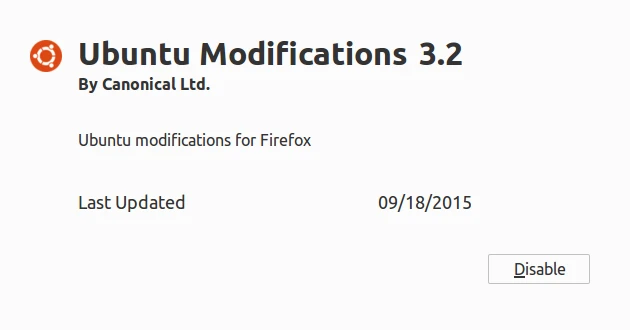 Ubuntu Modifications 3.2
By Canonical Ltd.
Ubuntu modifications for Firefox
Last Updated 09/18/2015
Disable